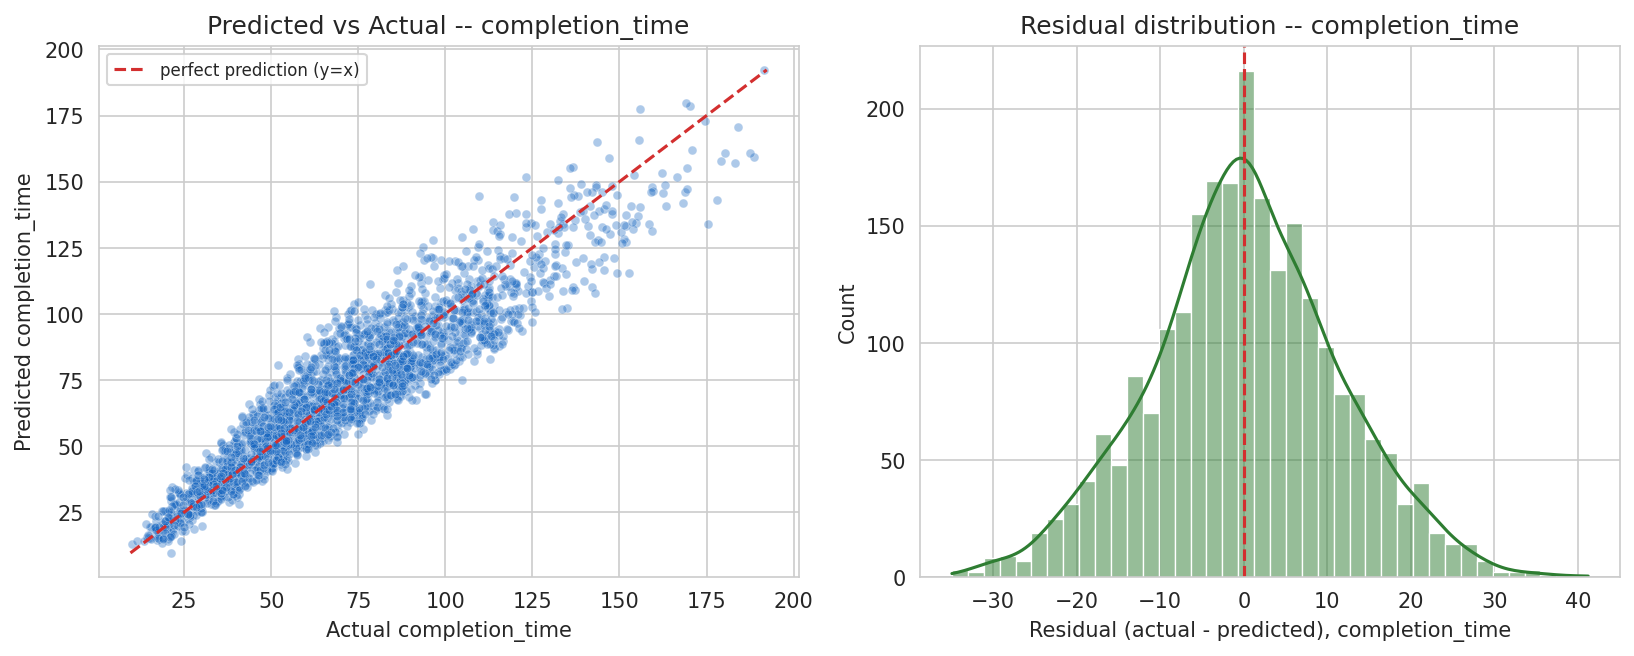 Predicted vs Actual -- completion_time
perfect prediction (y=x)
200
175
150
125
100
75
50
25
25 50 75 100 125 150 175 200
Predicted completion_time
Actual completion_time
Residual distribution -- completion_time
200
150
100
50
0
−30 −20 −10 0 10 20 30 40
Count
Residual (actual - predicted), completion_time